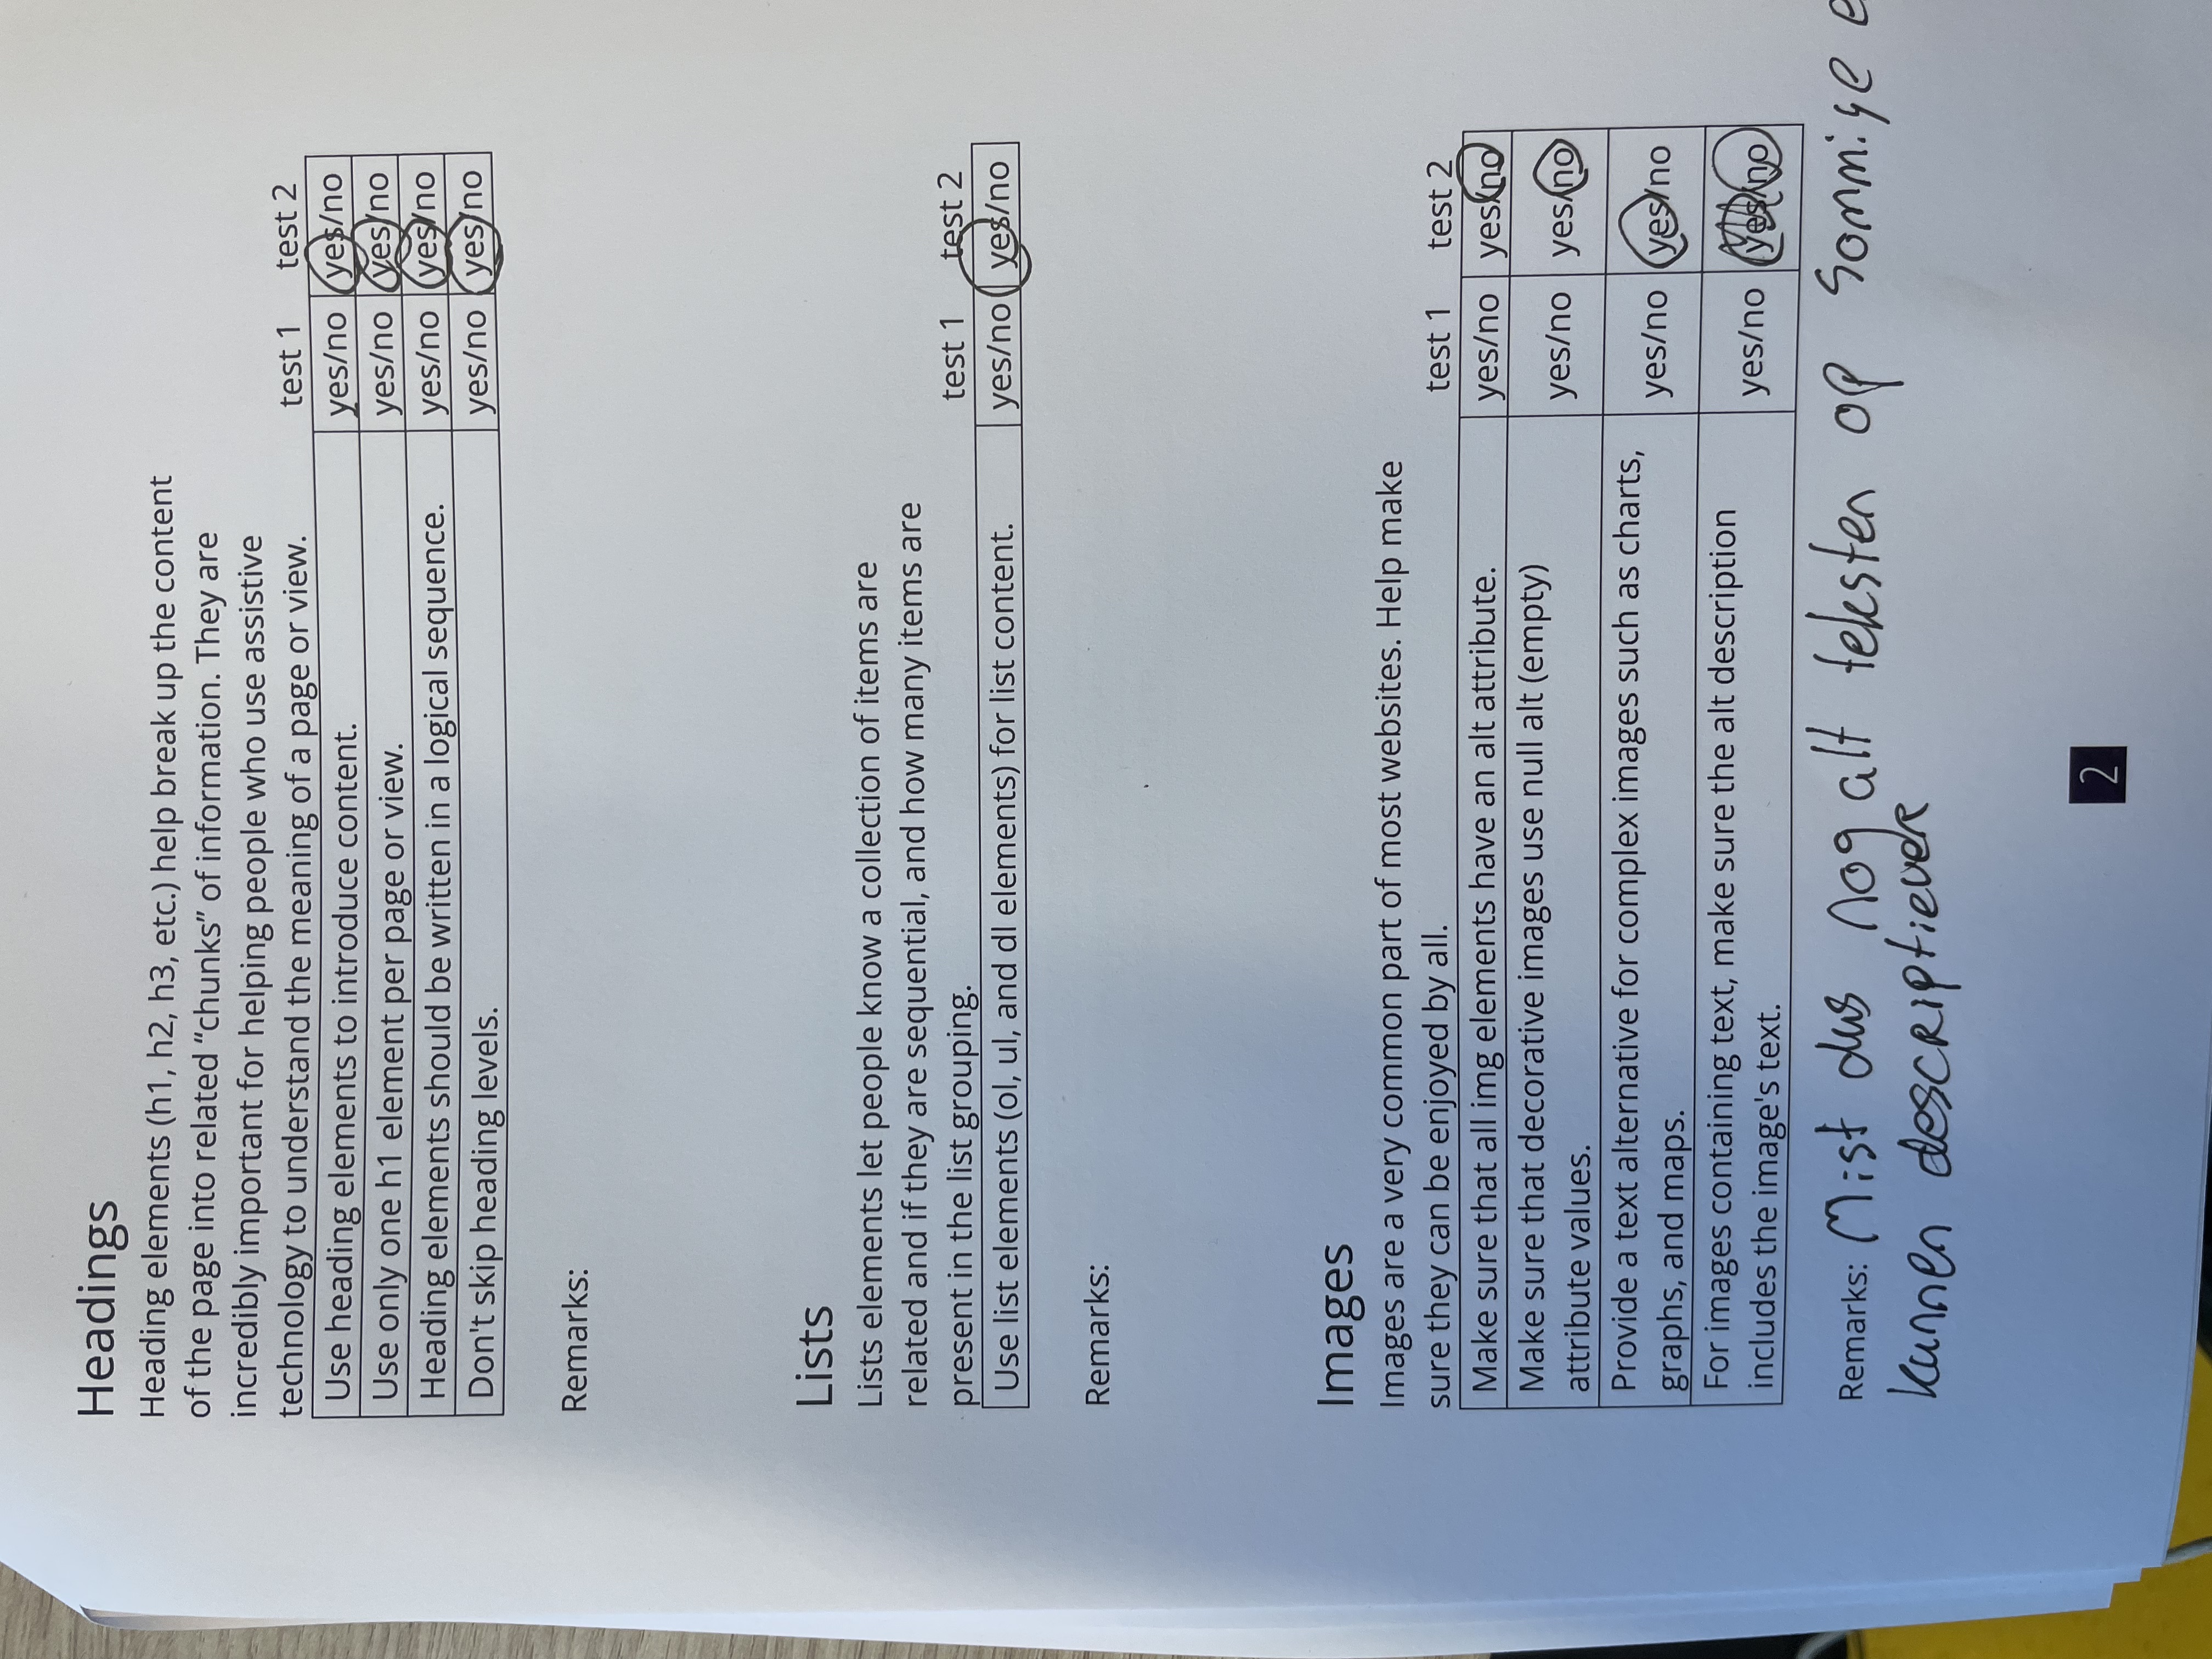 Headings
Heading elements (h1, h2, h3, etc.) help break up the content
of the page into related “chunks” of information. They are
incredibly important for helping people who use assistive
technology to understand the meaning of a page or view. test 1 test 2
Use heading elements to introduce content. yes/no yes/no
Use only one h1 element per page or view. yes/no yes/no
Heading elements should be written in a logical sequence. yes/no yes/no
Don't skip heading levels. yes/no yes/no
Remarks:
Lists
Lists elements let people know a collection of items are
related and if they are sequential, and how many items are
present in the list grouping. test 1 test 2
Use list elements (ol, ul, and dl elements) for list content. yes/no yes/no
Remarks:
Images
Images are a very common part of most websites. Help make
sure they can be enjoyed by all. test 1 test 2
Make sure that all img elements have an alt attribute. yes/no yes/no
Make sure that decorative images use null alt (empty)
attribute values. yes/no yes/no
Provide a text alternative for complex images such as charts,
graphs, and maps. yes/no yes/no
For images containing text, make sure the alt description
includes the image's text. yes/no yes/no
Remarks: Mist dus nog alt teksten op sommige
kunnen descriptiever
2